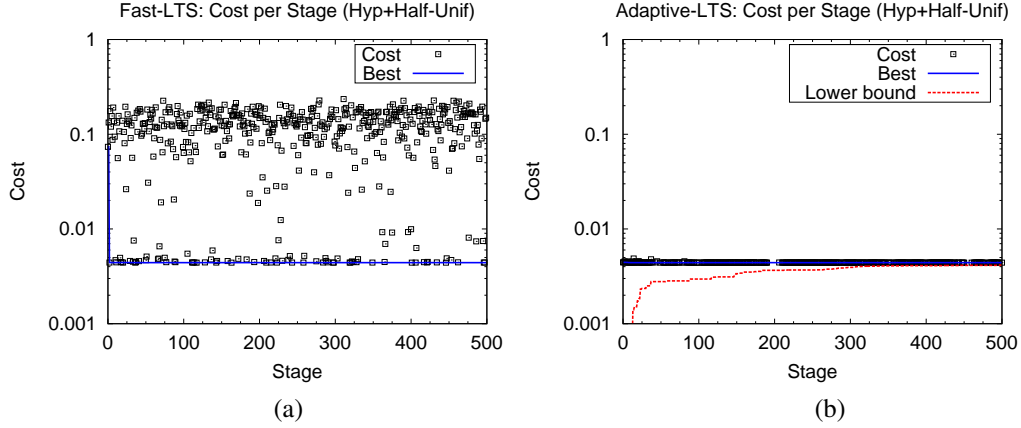 Fast-LTS: Cost per Stage (Hyp+Half-Unif)
Cost
Best
1
0.1
0.01
0.001
Cost
0
100
200
300
400
500
Stage
(a)
Adaptive-LTS: Cost per Stage (Hyp+Half-Unif)
Cost
Best
Lower bound
1
0.1
0.01
0.001
Cost
0
100
200
300
400
500
Stage
(b)